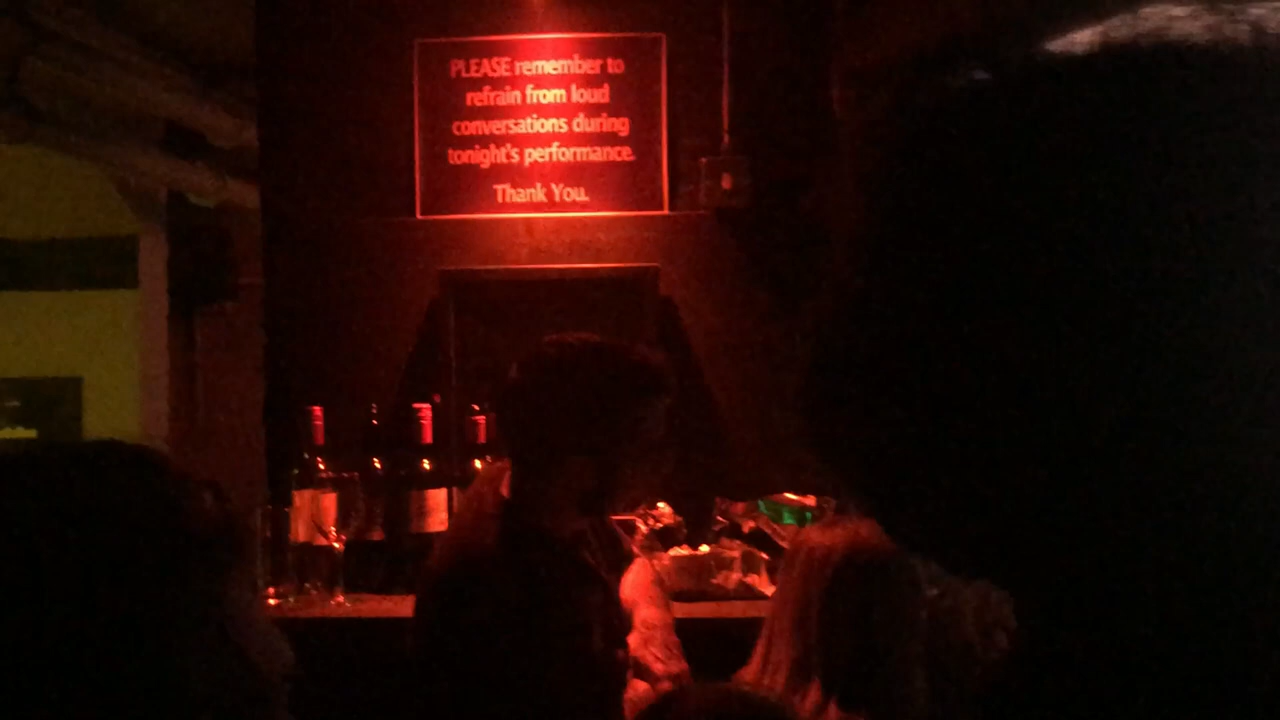 PLEASE remember to
refrain from loud
conversations during
tonight's performance.
Thank You.